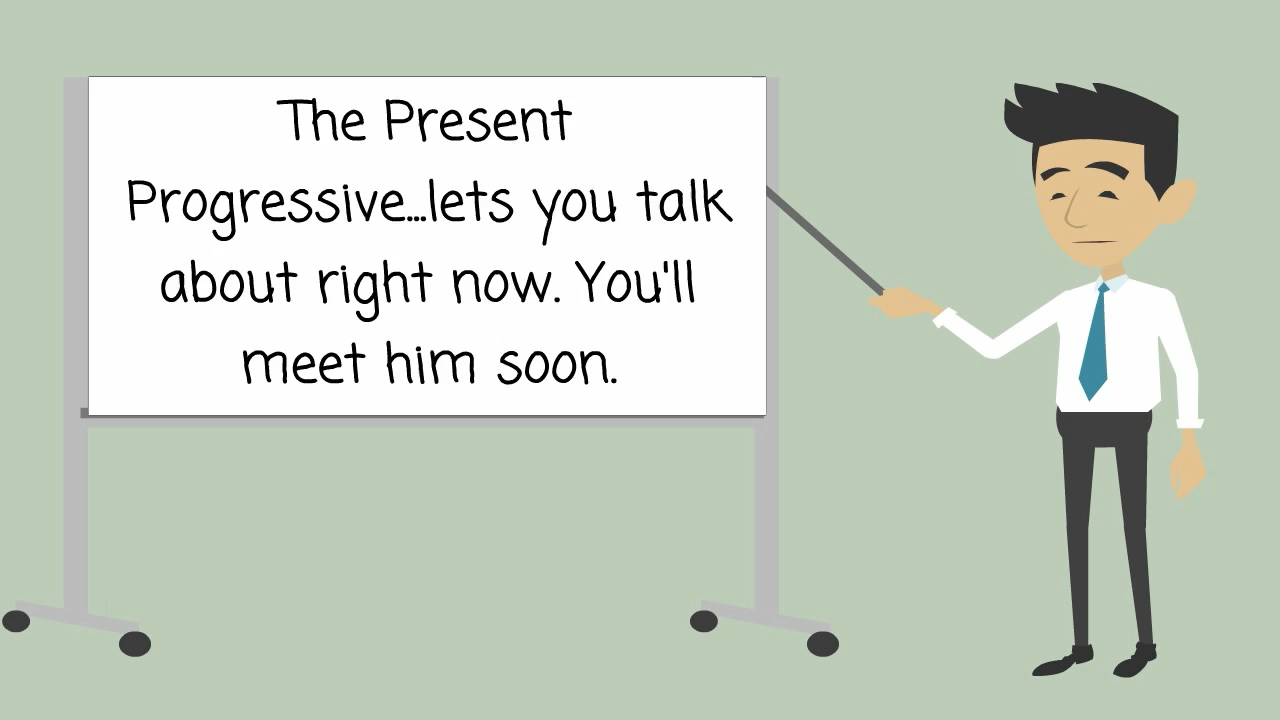 The Present
Progressive...lets you talk
about right now. You'll
meet him soon.